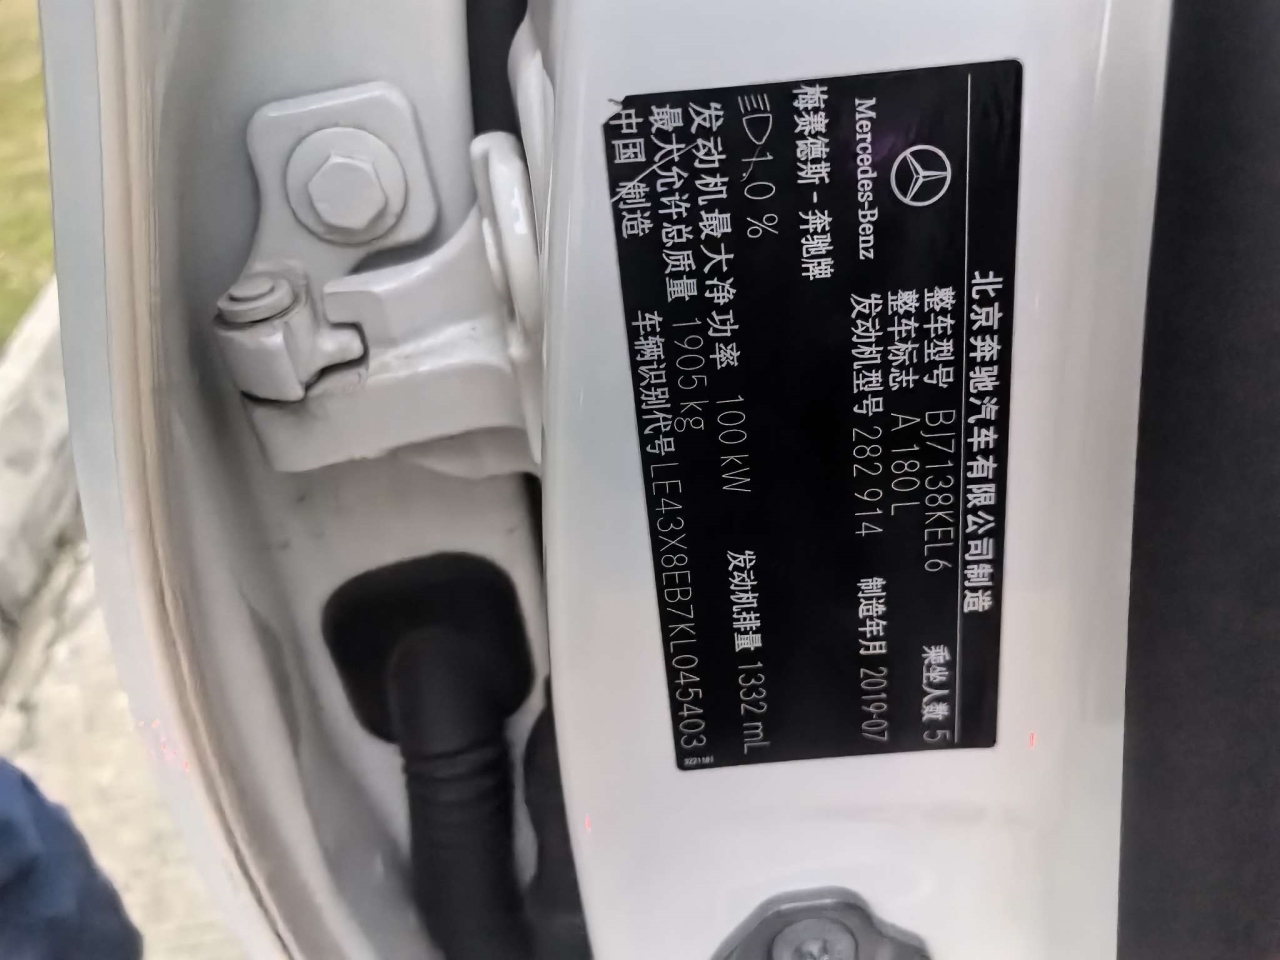 北京奔驰汽车有限公司制造
整车型号 BJ7138KEL6 乘坐人数 5
整车标志 A 180 L
Mercedes-Benz 发动机型号 282 914 制造年月 2019-07
梅赛德斯-奔驰牌
1.0 %
发动机最大净功率 100 kW 发动机排量 1332 mL
最大允许总质量 1905 kg
中国 制造 车辆识别代号 LE43X8EB7KL045403